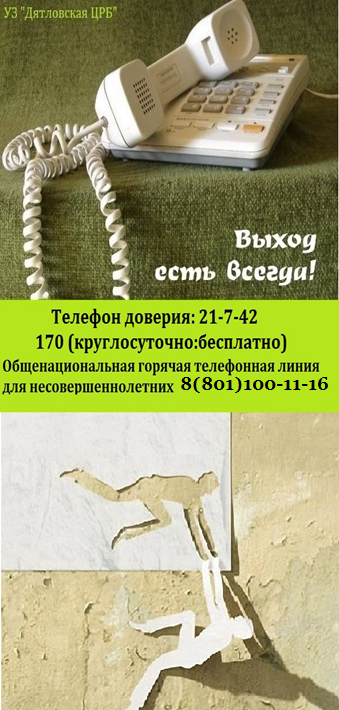 УЗ "Дятловская ЦРБ"
Выход
есть всегда!
Телефон доверия: 21-7-42
170 (круглосуточно:бесплатно)
Общенациональная горячая телефонная линия
для несовершеннолетних 8(801)100-11-16